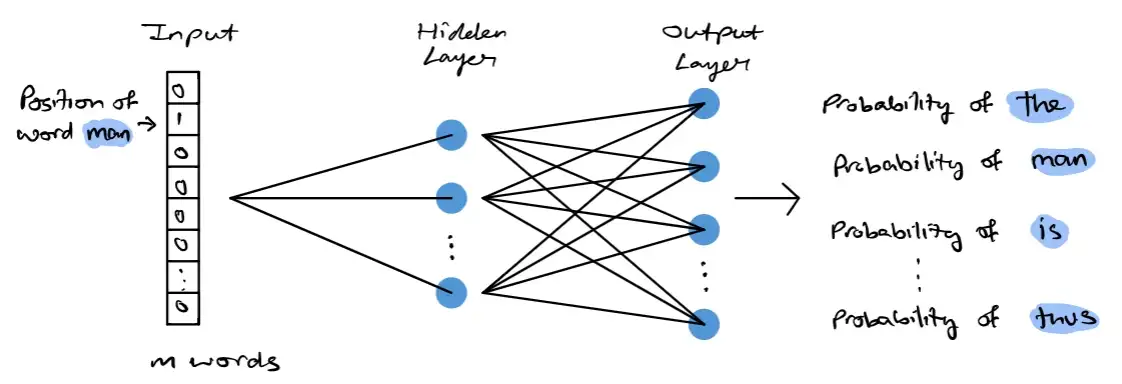 Input
Hidden
Layer
Output
Layer
Position of
word man
0
1
0
0
0
0
...
0
m words
...
...
Probability of the
Probability of man
Probability of is
...
Probability of thus